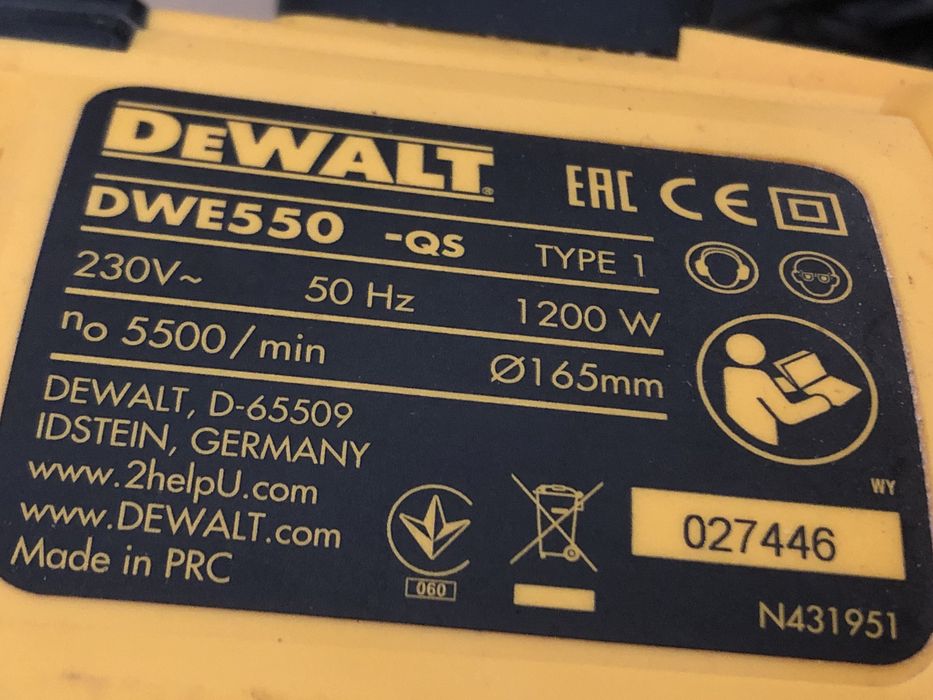 DEWALT®
EAC CE
DWE550 -QS TYPE 1
230V~ 50 Hz 1200 W
no 5500/min Ø165mm
DEWALT, D-65509
IDSTEIN, GERMANY
www.2helpU.com
www.DEWALT.com
Made in PRC
060
WY
027446
N431951